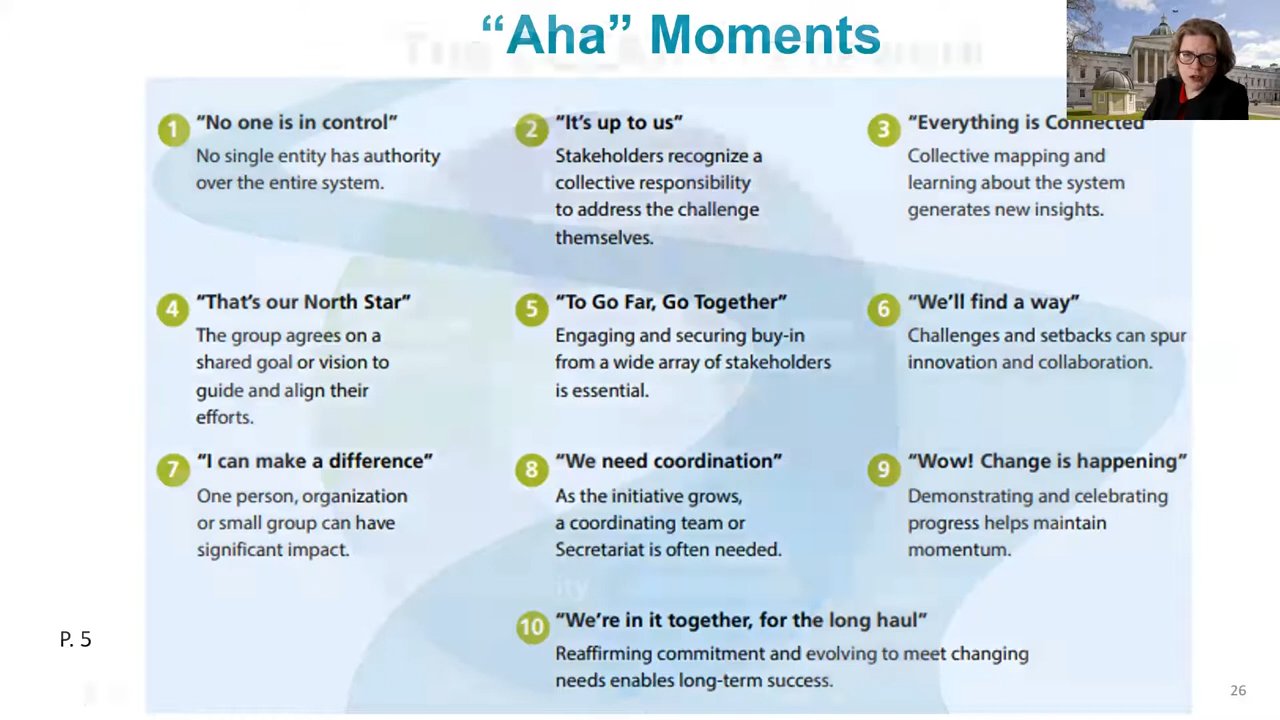 “Aha” Moments
1 “No one is in control”
No single entity has authority
over the entire system.
2 “It’s up to us”
Stakeholders recognize a
collective responsibility
to address the challenge
themselves.
3 “Everything is Connected”
Collective mapping and
learning about the system
generates new insights.
4 “That’s our North Star”
The group agrees on a
shared goal or vision to
guide and align their
efforts.
5 “To Go Far, Go Together”
Engaging and securing buy-in
from a wide array of stakeholders
is essential.
6 “We’ll find a way”
Challenges and setbacks can spur
innovation and collaboration.
7 “I can make a difference”
One person, organization
or small group can have
significant impact.
8 “We need coordination”
As the initiative grows,
a coordinating team or
Secretariat is often needed.
9 “Wow! Change is happening”
Demonstrating and celebrating
progress helps maintain
momentum.
10 “We’re in it together, for the long haul”
Reaffirming commitment and evolving to meet changing
needs enables long-term success.
P. 5
26